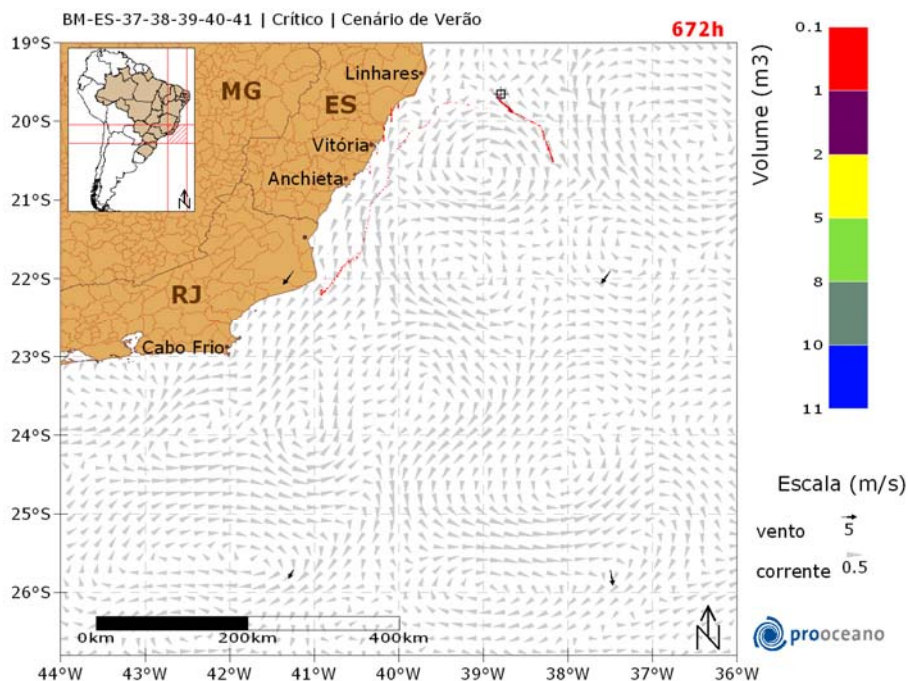 BM-ES-37-38-39-40-41 | Crítico | Cenário de Verão
672h
19°S
20°S
21°S
22°S
23°S
24°S
25°S
26°S
MG
ES
RJ
Linhares
Vitória
Anchieta
Cabo Frio
N
0km
200km
400km
N
44°W
43°W
42°W
41°W
40°W
39°W
38°W
37°W
36°W
Volume (m3)
0.1
1
2
5
8
10
11
Escala (m/s)
vento 5
corrente 0.5
prooceano